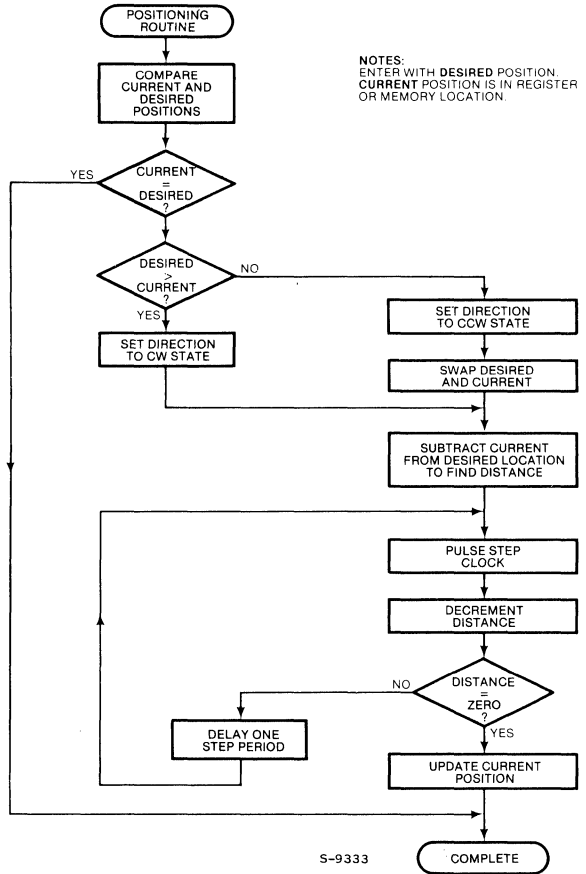 POSITIONING
ROUTINE
NOTES:
ENTER WITH DESIRED POSITION.
CURRENT POSITION IS IN REGISTER
OR MEMORY LOCATION.
COMPARE
CURRENT AND
DESIRED
POSITIONS
YES
CURRENT
=
DESIRED
?
DESIRED
>
CURRENT
?
NO
YES
SET DIRECTION
TO CW STATE
SET DIRECTION
TO CCW STATE
SWAP DESIRED
AND CURRENT
SUBTRACT CURRENT
FROM DESIRED LOCATION
TO FIND DISTANCE
PULSE STEP
CLOCK
DECREMENT
DISTANCE
NO
DISTANCE
=
ZERO
?
YES
DELAY ONE
STEP PERIOD
UPDATE CURRENT
POSITION
S-9333
COMPLETE